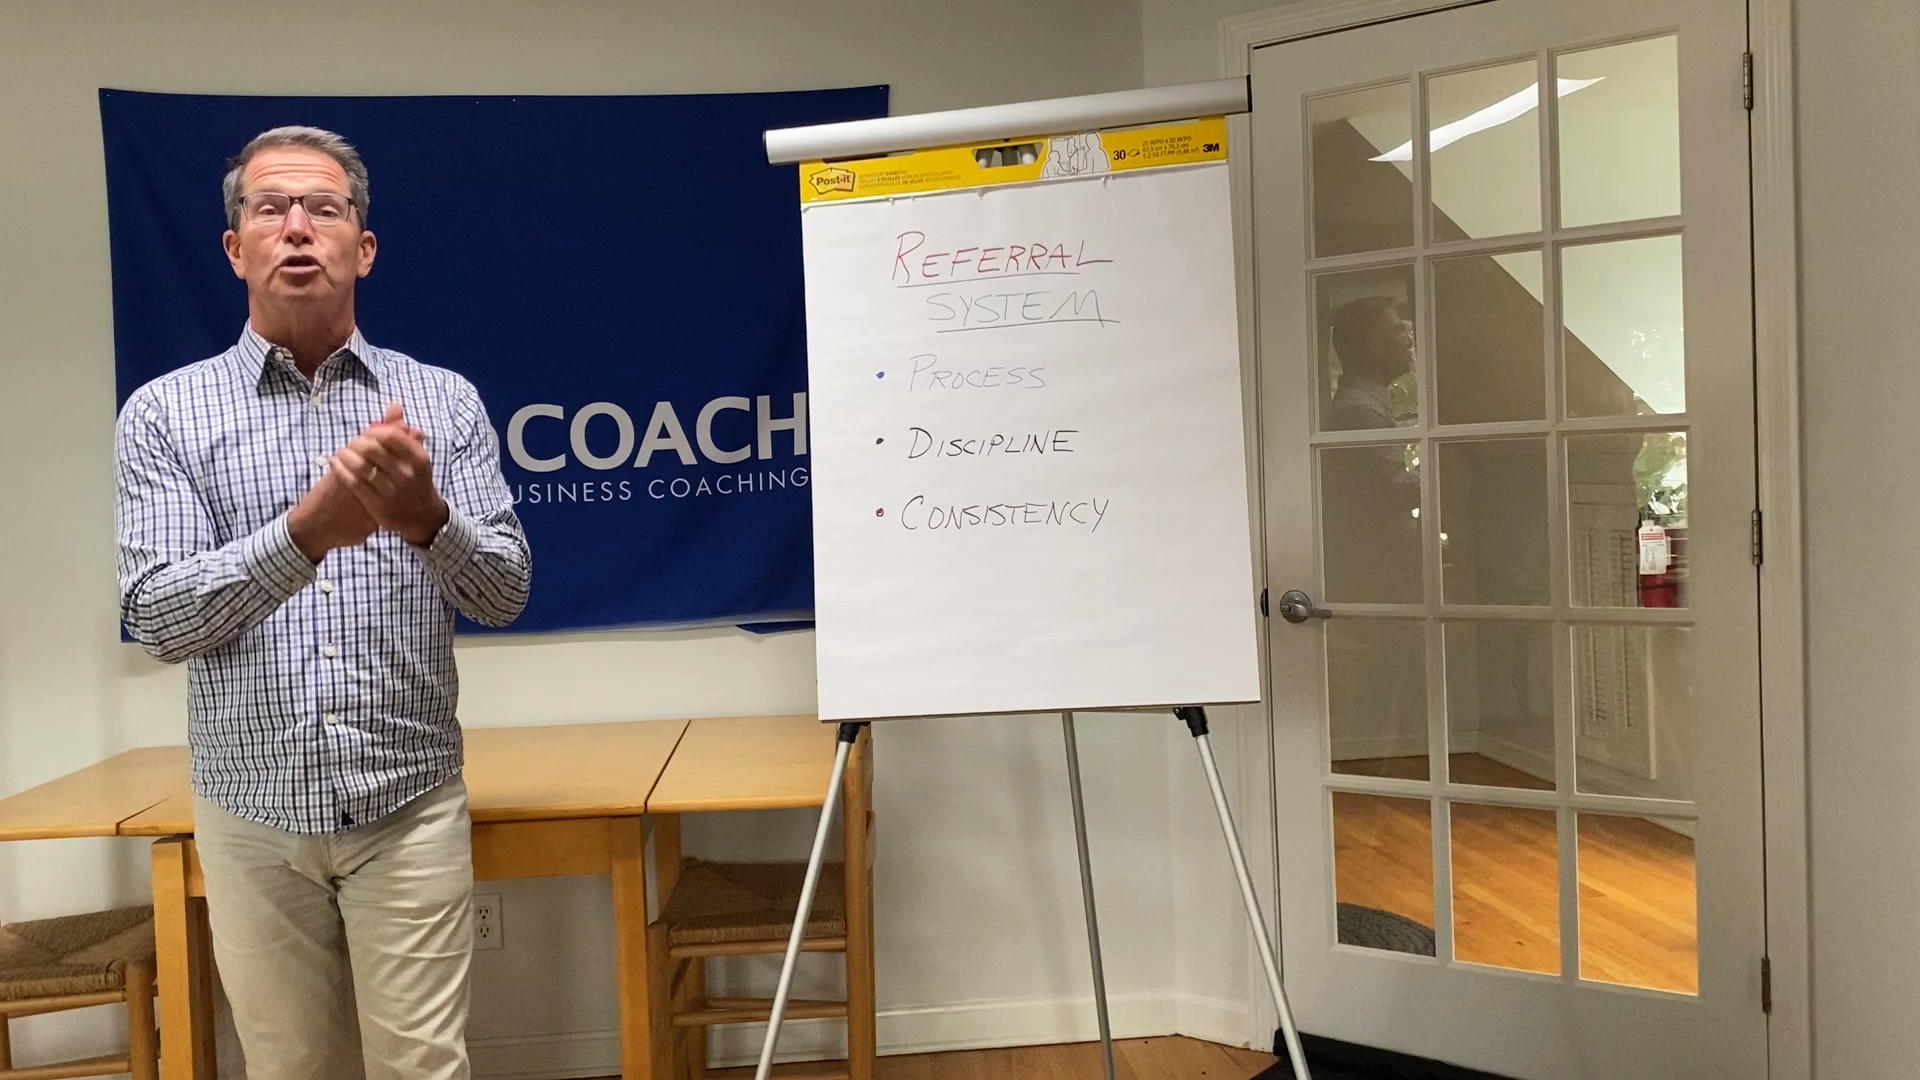 COACH
USINESS COACHING
Post-it
30
3M
REFERRAL
SYSTEM
• PROCESS
• DISCIPLINE
• CONSISTENCY